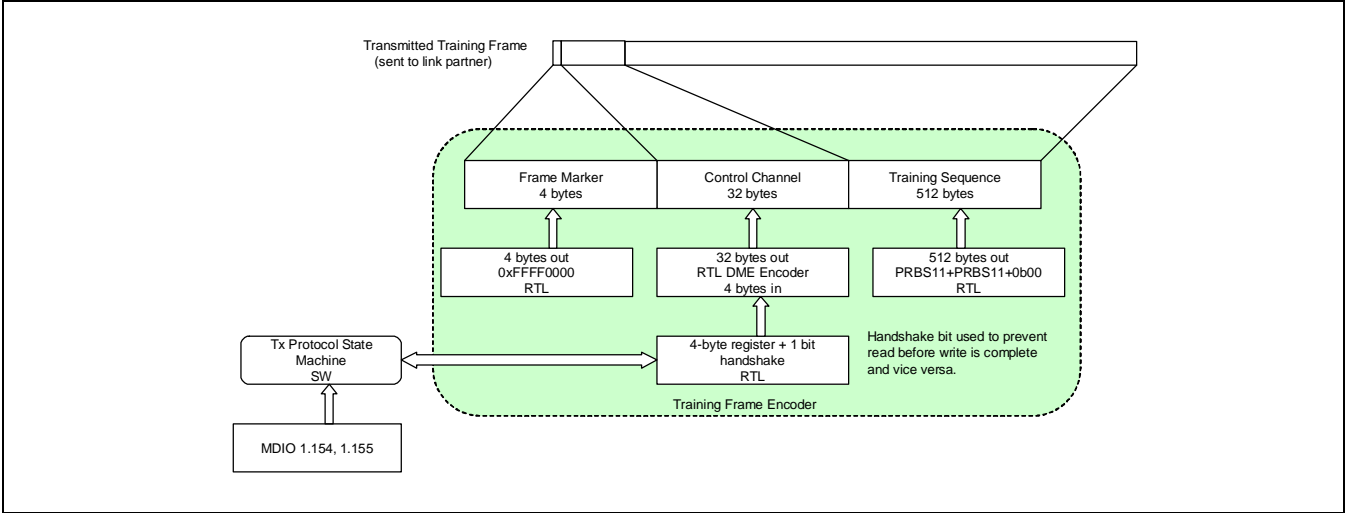 Transmitted Training Frame
(sent to link partner)
Frame Marker
4 bytes
Control Channel
32 bytes
Training Sequence
512 bytes
4 bytes out
0xFFFF0000
RTL
32 bytes out
RTL DME Encoder
4 bytes in
512 bytes out
PRBS11+PRBS11+0b00
RTL
Tx Protocol State
Machine
SW
4-byte register + 1 bit
handshake
RTL
Handshake bit used to prevent
read before write is complete
and vice versa.
Training Frame Encoder
MDIO 1.154, 1.155